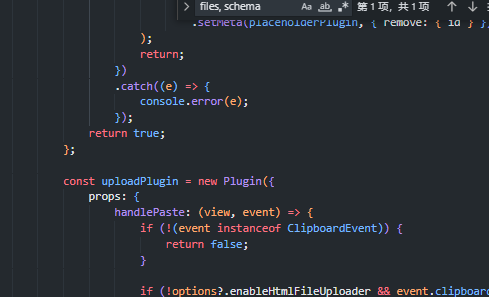 files, schema Aa ab .* 第 1 项, 共 1 项
.setMeta(placeholderPlugin, { remove: { id } }
);
return;
})
.catch((e) => {
console.error(e);
});
return true;
};
const uploadPlugin = new Plugin({
props: {
handlePaste: (view, event) => {
if (!(event instanceof ClipboardEvent)) {
return false;
}
if (!options?.enableHtmlFileUploader && event.clipboard